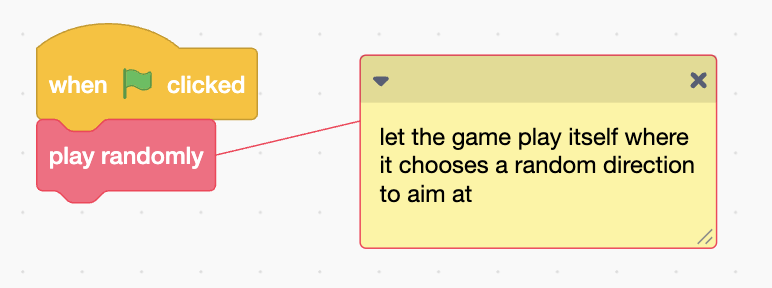 when clicked
play randomly
let the game play itself where
it chooses a random direction
to aim at